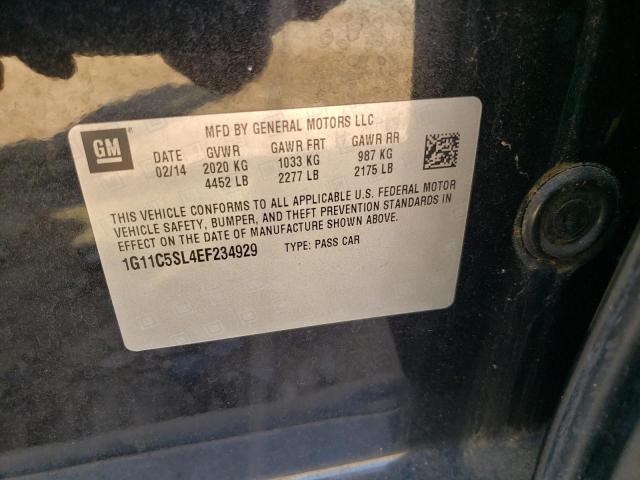 GM
MFD BY GENERAL MOTORS LLC
DATE GVWR GAWR FRT GAWR RR
02/14 2020 KG 1033 KG 987 KG
4452 LB 2277 LB 2175 LB
THIS VEHICLE CONFORMS TO ALL APPLICABLE U.S. FEDERAL MOTOR
VEHICLE SAFETY, BUMPER, AND THEFT PREVENTION STANDARDS IN
EFFECT ON THE DATE OF MANUFACTURE SHOWN ABOVE.
1G11C5SL4EF234929 TYPE: PASS CAR